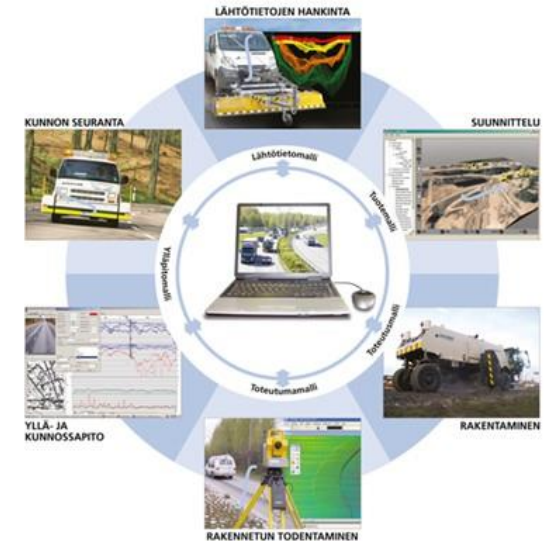 LÄHTÖTIETOJEN HANKINTA
KUNNON SEURANTA
SUUNNITTELU
Lähtötietomalli
Tuotemalli
Ylläpitomalli
Toteutusmalli
Toteutumamalli
YLLÄ- JA
KUNNOSSAPITO
RAKENTAMINEN
RAKENNETUN TODENTAMINEN